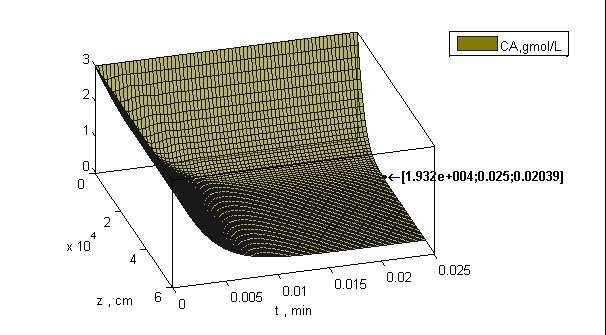 CA,gmol/L
3
2
1
0
0
2
4
6
x 10^4
z , cm
←[1.932e+004;0.025;0.02039]
0
0.005
0.01
0.015
0.02
0.025
t , min